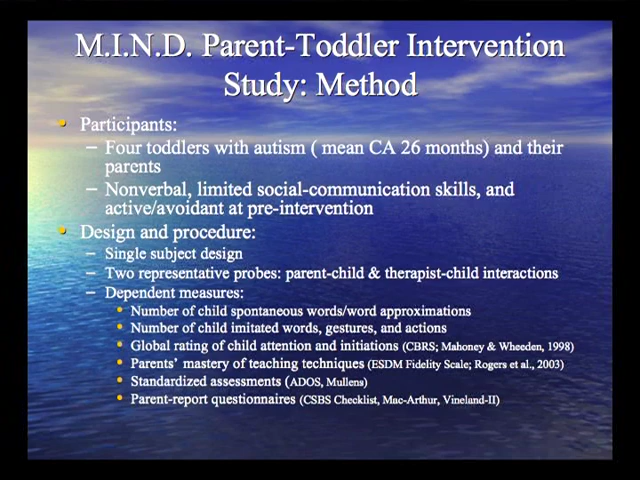 M.I.N.D. Parent-Toddler Intervention
Study: Method
• Participants:
– Four toddlers with autism ( mean CA 26 months) and their
parents
– Nonverbal, limited social-communication skills, and
active/avoidant at pre-intervention
• Design and procedure:
– Single subject design
– Two representative probes: parent-child & therapist-child interactions
– Dependent measures:
• Number of child spontaneous words/word approximations
• Number of child imitated words, gestures, and actions
• Global rating of child attention and initiations (CBRS; Mahoney & Wheeden, 1998)
• Parents’ mastery of teaching techniques (ESDM Fidelity Scale; Rogers et al., 2003)
• Standardized assessments (ADOS, Mullens)
• Parent-report questionnaires (CSBS Checklist, Mac-Arthur, Vineland-II)